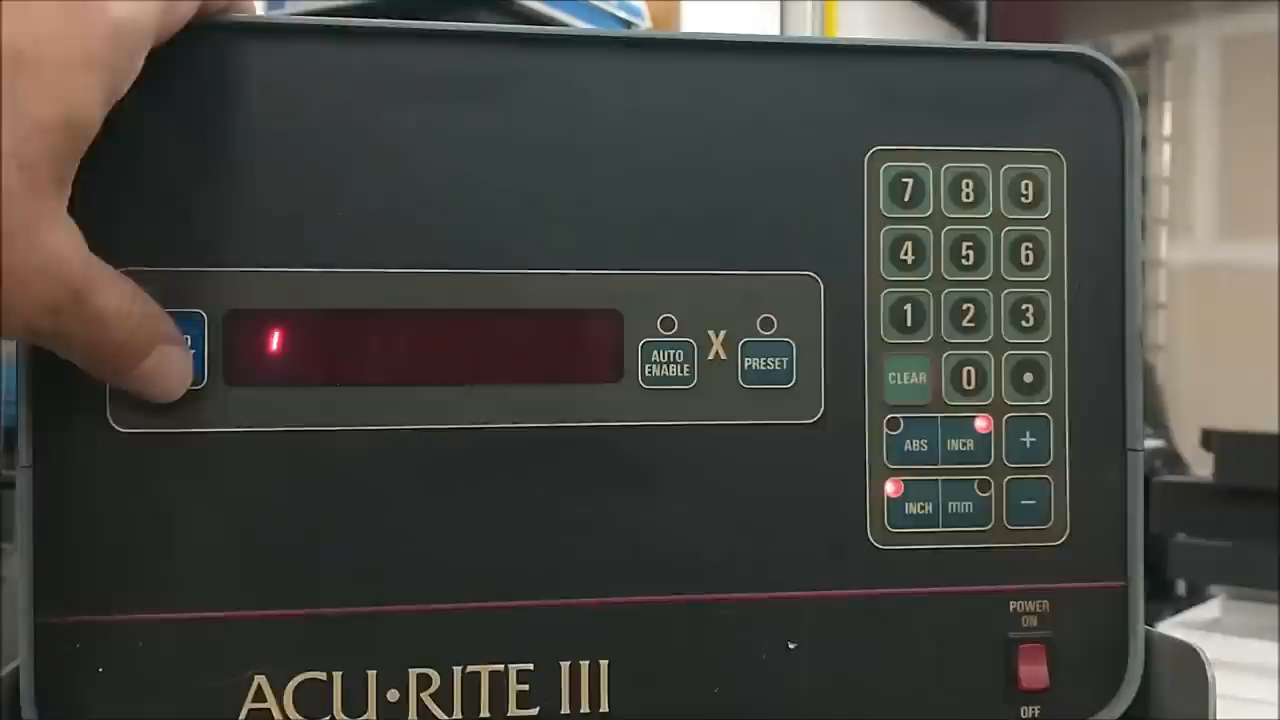 7 8 9
4 5 6
1 2 3
CLEAR 0 •
ABS INCR +
INCH mm −
AUTO
ENABLE
X
PRESET
POWER
ON
OFF
ACU•RITE III